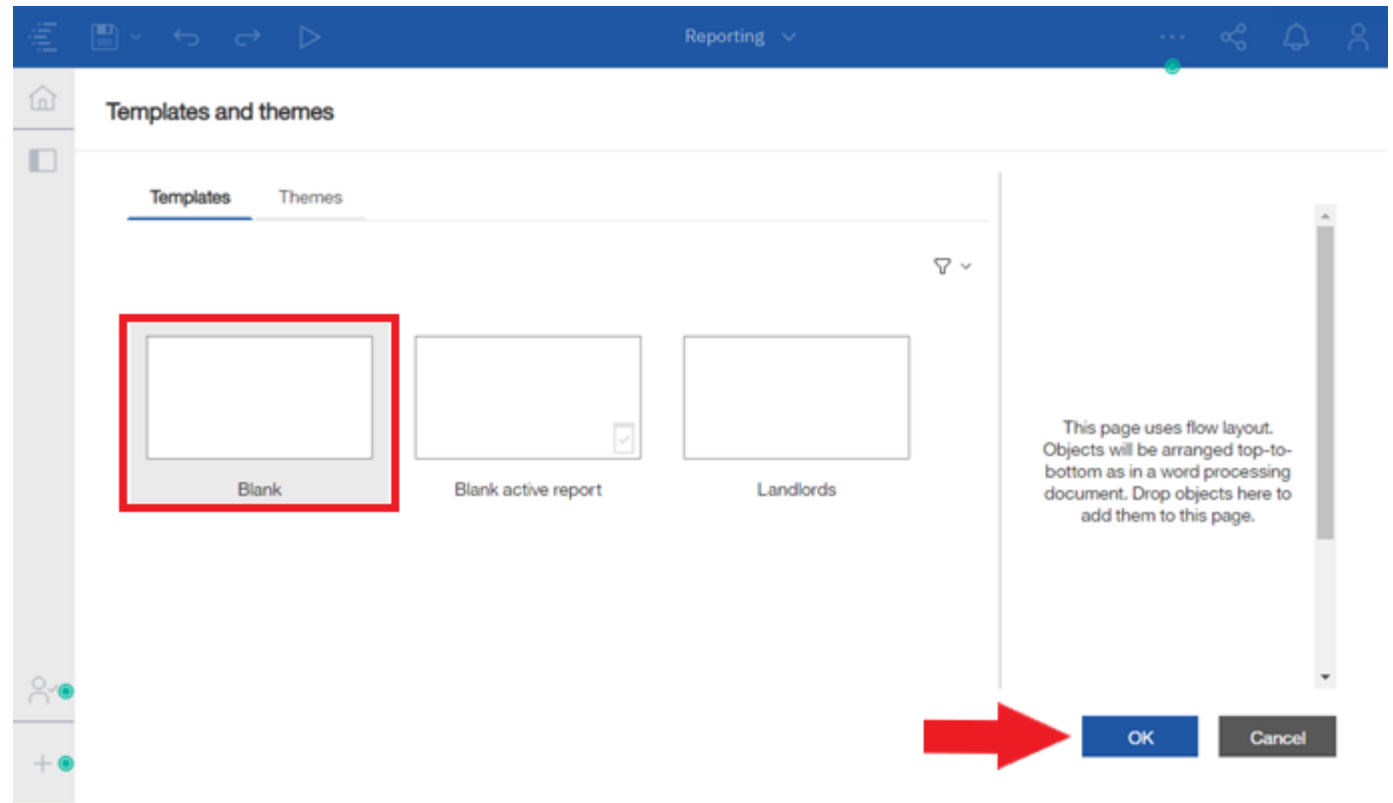 Reporting
Templates and themes
Templates Themes
Blank
Blank active report
Landlords
This page uses flow layout.
Objects will be arranged top-to-
bottom as in a word processing
document. Drop objects here to
add them to this page.
OK
Cancel